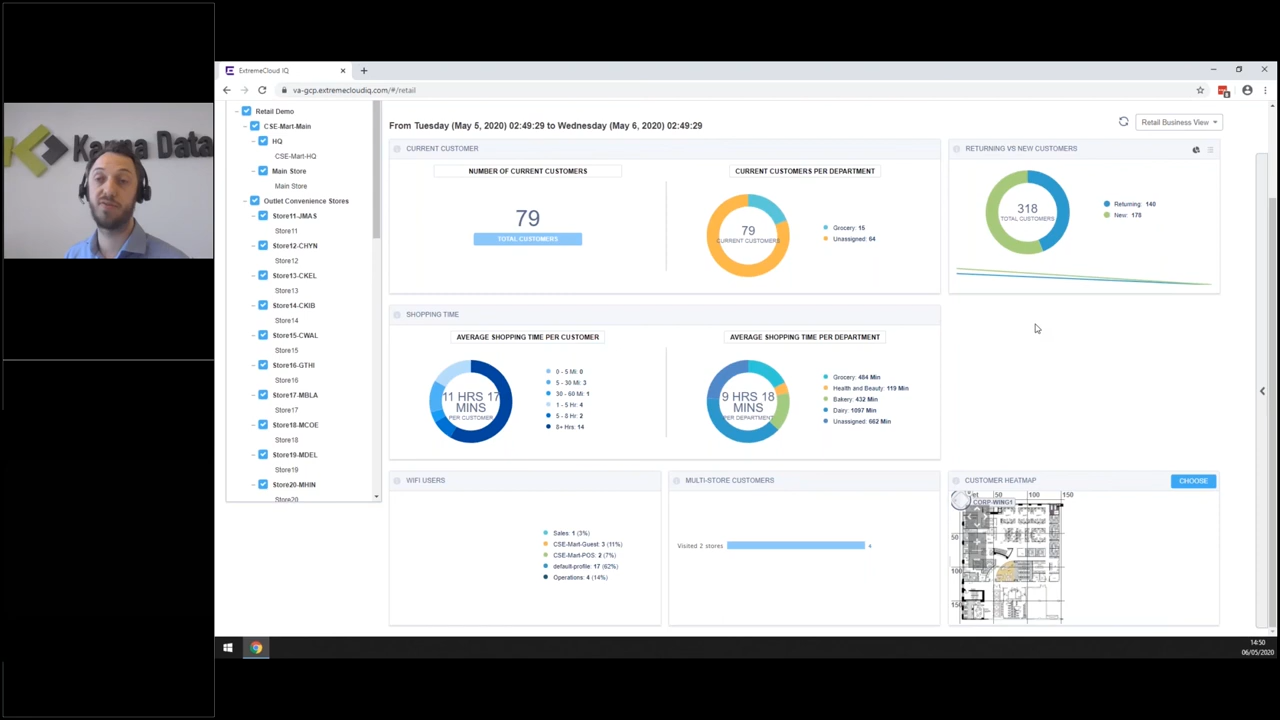 Karma Data
ExtremeCloud IQ
va-gcp.extremecloudiq.com/#/retail
Retail Demo
CSE-Mart-Main
HQ
CSE-Mart-HQ
Main Store
Main Store
Outlet Convenience Stores
Store11-JMAS
Store11
Store12-CHYN
Store12
Store13-CKEL
Store13
Store14-CKIB
Store14
Store15-CWAL
Store15
Store16-GTHI
Store16
Store17-MBLA
Store17
Store18-MCOE
Store18
Store19-MDEL
Store19
Store20-MHIN
Store20
From Tuesday (May 5, 2020) 02:49:29 to Wednesday (May 6, 2020) 02:49:29
Retail Business View
CURRENT CUSTOMER
NUMBER OF CURRENT CUSTOMERS
79
TOTAL CUSTOMERS
CURRENT CUSTOMERS PER DEPARTMENT
79
CURRENT CUSTOMERS
Grocery: 15
Unassigned: 64
RETURNING VS NEW CUSTOMERS
318
TOTAL CUSTOMERS
Returning: 140
New: 178
SHOPPING TIME
AVERAGE SHOPPING TIME PER CUSTOMER
11 HRS 17
MINS
PER CUSTOMER
0 - 5 Mi: 0
5 - 30 Mi: 3
30 - 60 Mi: 1
1 - 5 Hr: 4
5 - 8 Hr: 2
8+ Hrs: 14
AVERAGE SHOPPING TIME PER DEPARTMENT
9 HRS 18
MINS
PER DEPARTMENT
Grocery: 484 Min
Health and Beauty: 119 Min
Bakery: 432 Min
Dairy: 1097 Min
Unassigned: 662 Min
WIFI USERS
Sales: 1 (3%)
CSE-Mart-Guest: 3 (11%)
CSE-Mart-POS: 2 (7%)
default-profile: 17 (62%)
Operations: 4 (14%)
MULTI-STORE CUSTOMERS
Visited 2 stores
4
CUSTOMER HEATMAP
CHOOSE
50 100 150
CORP-WING1
50
100
150
14:50
06/05/2020